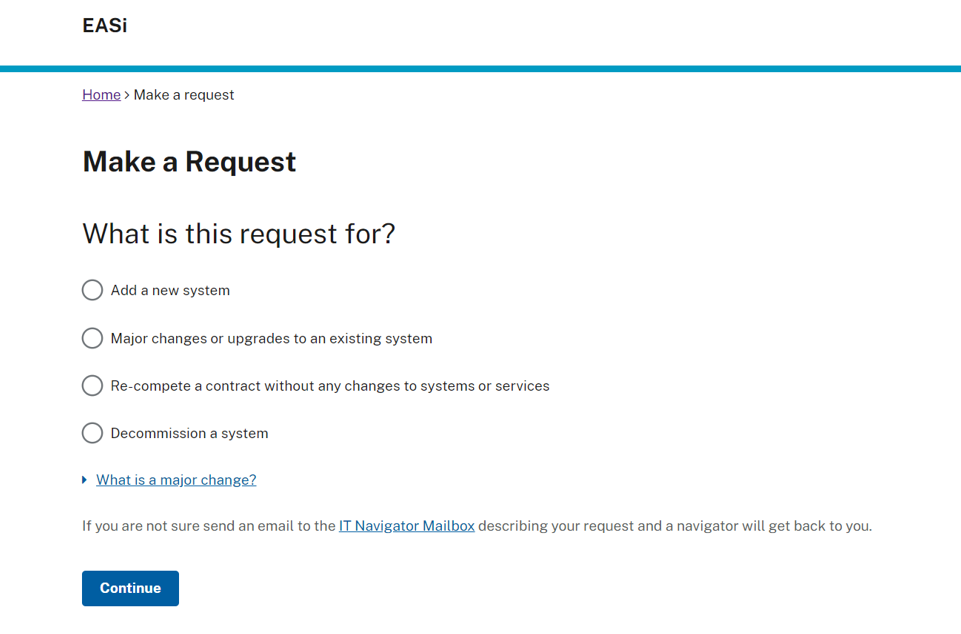 EASi
Home > Make a request
Make a Request
What is this request for?
Add a new system
Major changes or upgrades to an existing system
Re-compete a contract without any changes to systems or services
Decommission a system
What is a major change?
If you are not sure send an email to the IT Navigator Mailbox describing your request and a navigator will get back to you.
Continue